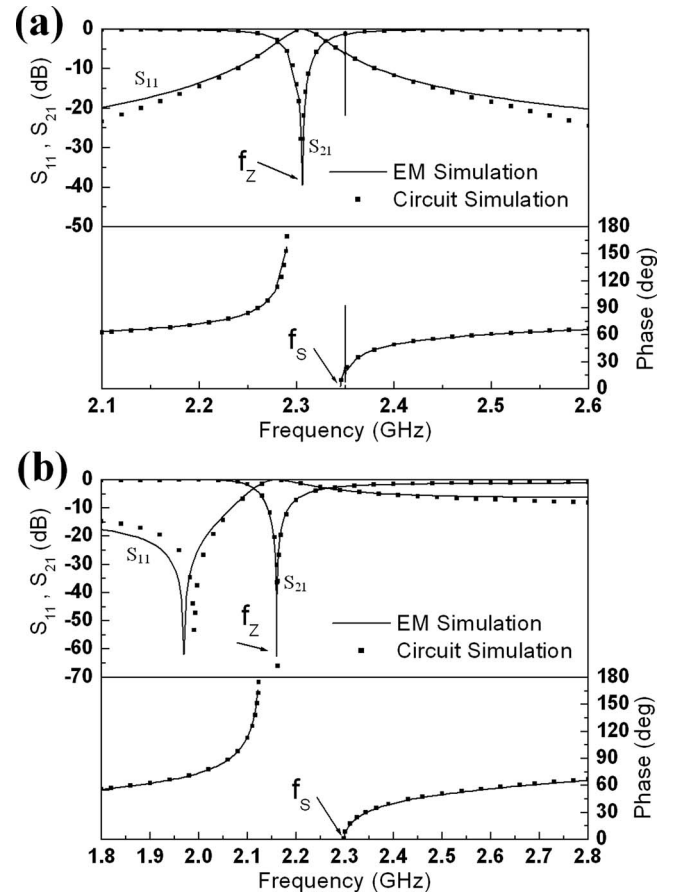 (a)
0
-10
-20
-30
-40
-50
S11 , S21 (dB)
S11
S21
fZ
EM Simulation
Circuit Simulation
180
150
120
90
60
30
0
Phase (deg)
fS
2.1 2.2 2.3 2.4 2.5 2.6
Frequency (GHz)
(b)
0
-10
-20
-30
-40
-50
-60
-70
S11 , S21 (dB)
S11
S21
fZ
EM Simulation
Circuit Simulation
180
150
120
90
60
30
0
Phase (deg)
fS
1.8 1.9 2.0 2.1 2.2 2.3 2.4 2.5 2.6 2.7 2.8
Frequency (GHz)